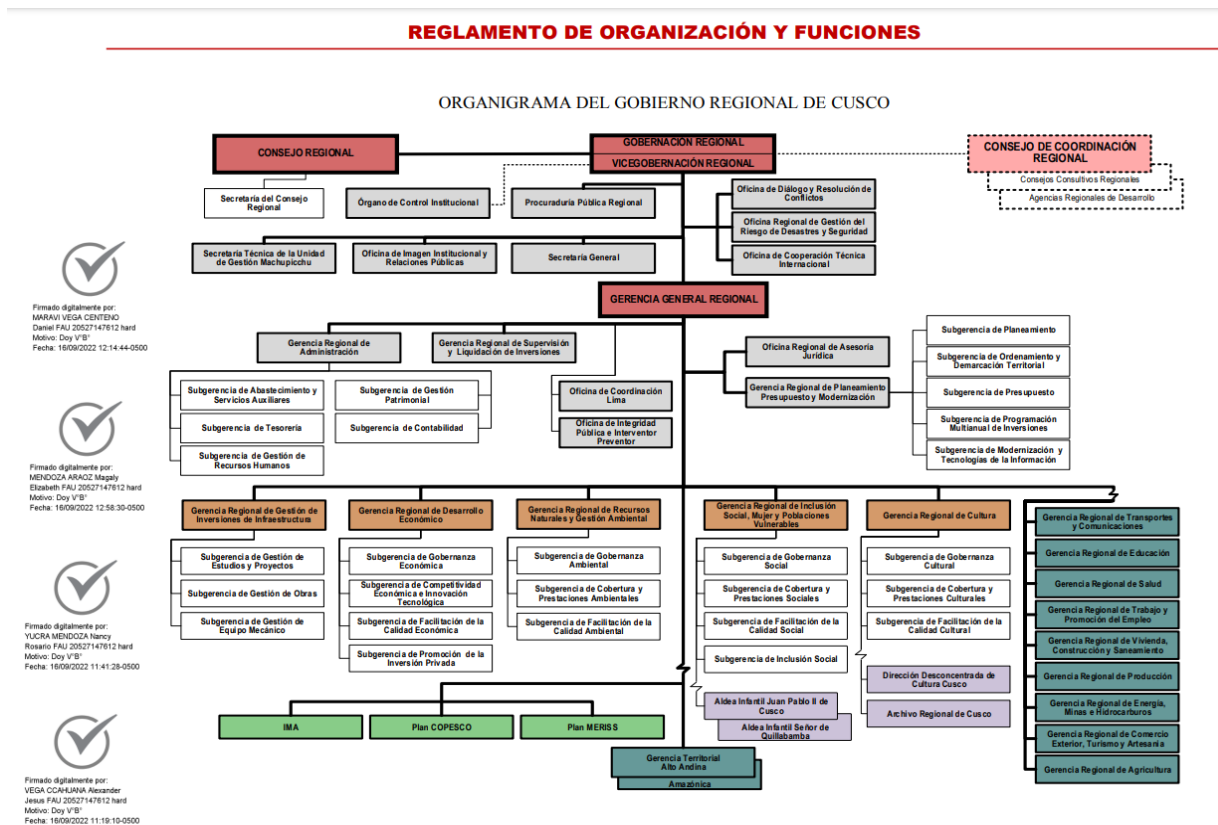 REGLAMENTO DE ORGANIZACIÓN Y FUNCIONES
ORGANIGRAMA DEL GOBIERNO REGIONAL DE CUSCO
CONSEJO REGIONAL
GOBERNACIÓN REGIONAL
VICEGOBERNACIÓN REGIONAL
CONSEJO DE COORDINACIÓN
REGIONAL
Consejos Consultivos Regionales
Agencias Regionales de Desarrollo
Secretaría del Consejo
Regional
Órgano de Control Institucional
Procuraduría Pública Regional
Oficina de Diálogo y Resolución de
Conflictos
Oficina Regional de Gestión del
Riesgo de Desastres y Seguridad
Oficina de Cooperación Técnica
Internacional
Secretaría Técnica de la Unidad
de Gestión Machupicchu
Oficina de Imagen Institucional y
Relaciones Públicas
Secretaría General
GERENCIA GENERAL REGIONAL
Gerencia Regional de
Administración
Gerencia Regional de Supervisión
y Liquidación de Inversiones
Oficina Regional de Asesoría
Jurídica
Gerencia Regional de Planeamiento
Presupuesto y Modernización
Subgerencia de Planeamiento
Subgerencia de Ordenamiento y
Demarcación Territorial
Subgerencia de Presupuesto
Subgerencia de Programación
Multianual de Inversiones
Subgerencia de Modernización y
Tecnologías de la Información
Subgerencia de Abastecimiento y
Servicios Auxiliares
Subgerencia de Tesorería
Subgerencia de Gestión de
Recursos Humanos
Subgerencia de Gestión
Patrimonial
Subgerencia de Contabilidad
Oficina de Coordinación
Lima
Oficina de Integridad
Pública e Interventor
Preventor
Gerencia Regional de Gestión de
Inversiones de Infraestructura
Subgerencia de Gestión de
Estudios y Proyectos
Subgerencia de Gestión de Obras
Subgerencia de Gestión de
Equipo Mecánico
Gerencia Regional de Desarrollo
Económico
Subgerencia de Gobernanza
Económica
Subgerencia de Competitividad
Económica e Innovación
Tecnológica
Subgerencia de Facilitación de la
Calidad Económica
Subgerencia de Promoción de la
Inversión Privada
Gerencia Regional de Recursos
Naturales y Gestión Ambiental
Subgerencia de Gobernanza
Ambiental
Subgerencia de Cobertura y
Prestaciones Ambientales
Subgerencia de Facilitación de la
Calidad Ambiental
Gerencia Regional de Inclusión
Social, Mujer y Poblaciones
Vulnerables
Subgerencia de Gobernanza
Social
Subgerencia de Cobertura y
Prestaciones Sociales
Subgerencia de Facilitación de la
Calidad Social
Subgerencia de Inclusión Social
Aldea Infantil Juan Pablo II de
Cusco
Aldea Infantil Señor de
Quillabamba
Gerencia Regional de Cultura
Subgerencia de Gobernanza
Cultural
Subgerencia de Cobertura y
Prestaciones Culturales
Subgerencia de Facilitación de la
Calidad Cultural
Dirección Desconcentrada de
Cultura Cusco
Archivo Regional de Cusco
Gerencia Regional de Transportes
y Comunicaciones
Gerencia Regional de Educación
Gerencia Regional de Salud
Gerencia Regional de Trabajo y
Promoción del Empleo
Gerencia Regional de Vivienda,
Construcción y Saneamiento
Gerencia Regional de Producción
Gerencia Regional de Energía,
Minas e Hidrocarburos
Gerencia Regional de Comercio
Exterior, Turismo y Artesanía
Gerencia Regional de Agricultura
IMA
Plan COPESCO
Plan MERISS
Gerencia Territorial
Alto Andina
Amazónica
Firmado digitalmente por:
MARAVI VEGA CENTENO
Daniel FAU 20527147612 hard
Motivo: Doy V°B°
Fecha: 16/09/2022 12:14:44-0500
Firmado digitalmente por:
MENDOZA ARAOZ Magaly
Elizabeth FAU 20527147612 hard
Motivo: Doy V°B°
Fecha: 16/09/2022 12:58:30-0500
Firmado digitalmente por:
YUCRA MENDOZA Nancy
Rosario FAU 20527147612 hard
Motivo: Doy V°B°
Fecha: 16/09/2022 11:41:28-0500
Firmado digitalmente por:
VEGA CCAHUANA Alexander
Jesus FAU 20527147612 hard
Motivo: Doy V°B°
Fecha: 16/09/2022 11:19:10-0500